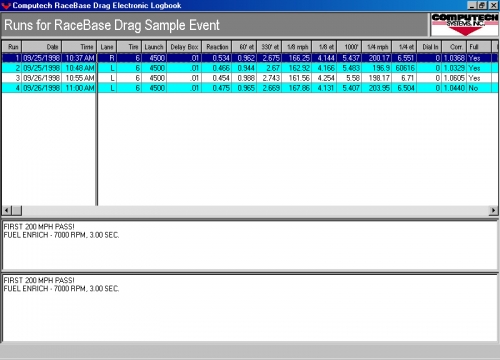 Computech RaceBase Drag Electronic Logbook
Runs for RaceBase Drag Sample Event
COMPUTECH SYSTEMS, INC.
Run Date Time Lane Tire Launch Delay Box Reaction 60' et 330' et 1/8 mph 1/8 et 1000' 1/4 mph 1/4 et Dial In Corr. Full
1 09/25/1998 10:37 AM R 6 4500 .01 0.534 0.962 2.675 166.25 4.144 5.437 200.17 6.551 0 1.0368 Yes
2 09/25/1998 10:48 AM L 6 4500 .01 0.466 0.944 2.67 162.92 4.166 5.483 196.9 60616 0 1.0329 Yes
3 09/25/1998 10:55 AM L 6 4500 .01 0.454 0.988 2.743 161.56 4.254 5.58 198.17 6.71 0 1.0605 Yes
4 09/26/1998 11:00 AM L 6 4500 .01 0.475 0.965 2.669 167.86 4.131 5.407 203.95 6.504 0 1.0440 No
FIRST 200 MPH PASS!
FUEL ENRICH - 7000 RPM, 3.00 SEC.
FIRST 200 MPH PASS!
FUEL ENRICH - 7000 RPM, 3.00 SEC.